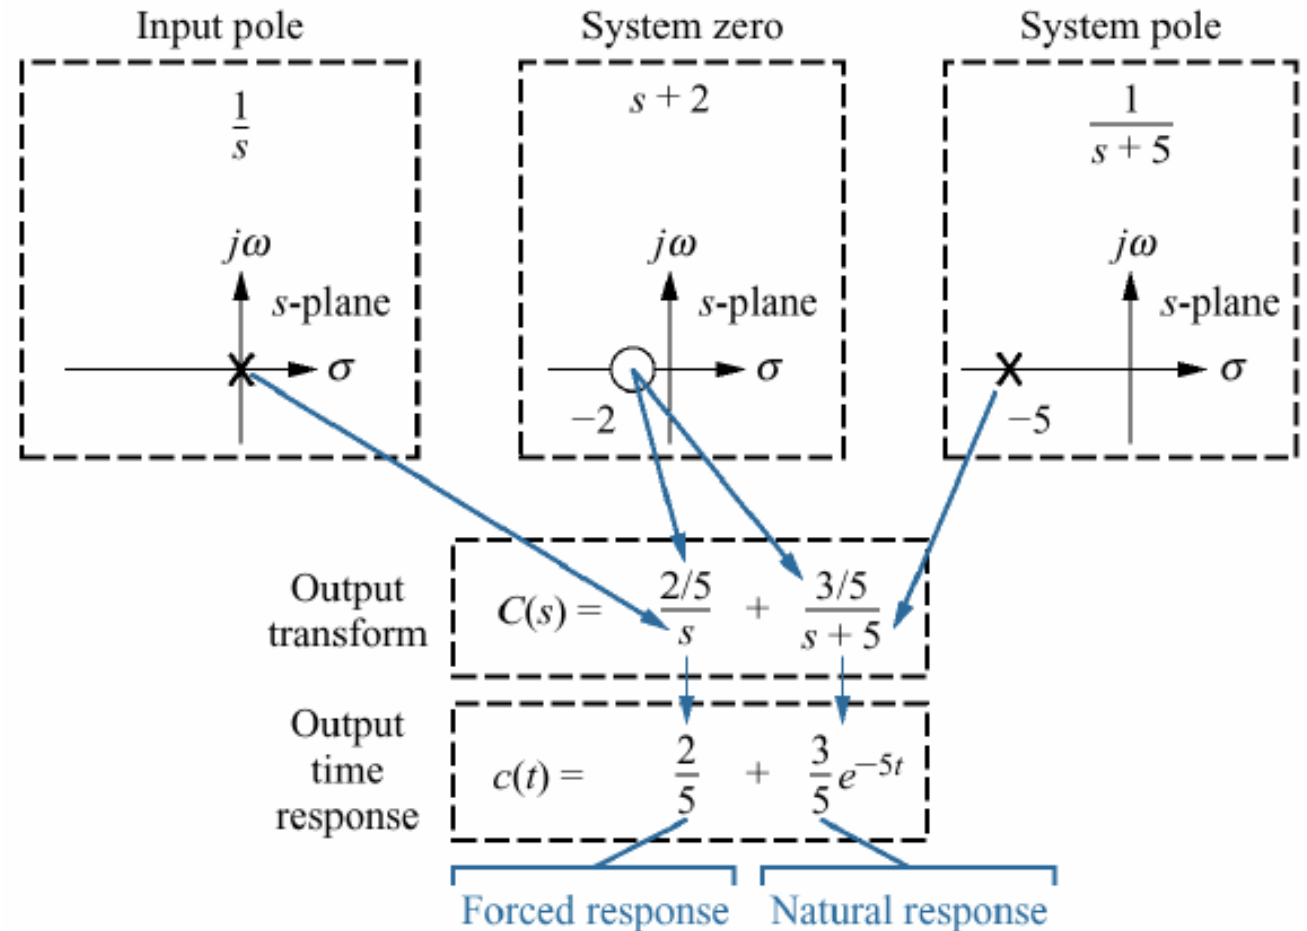 Input pole
System zero
System pole
1/s
s + 2
1/(s + 5)
jω
jω
jω
s-plane
s-plane
s-plane
σ
σ
σ
−2
−5
Output
transform
C(s) = (2/5)/s + (3/5)/(s + 5)
Output
time
response
c(t) = 2/5 + 3/5 e^−5t
Forced response
Natural response